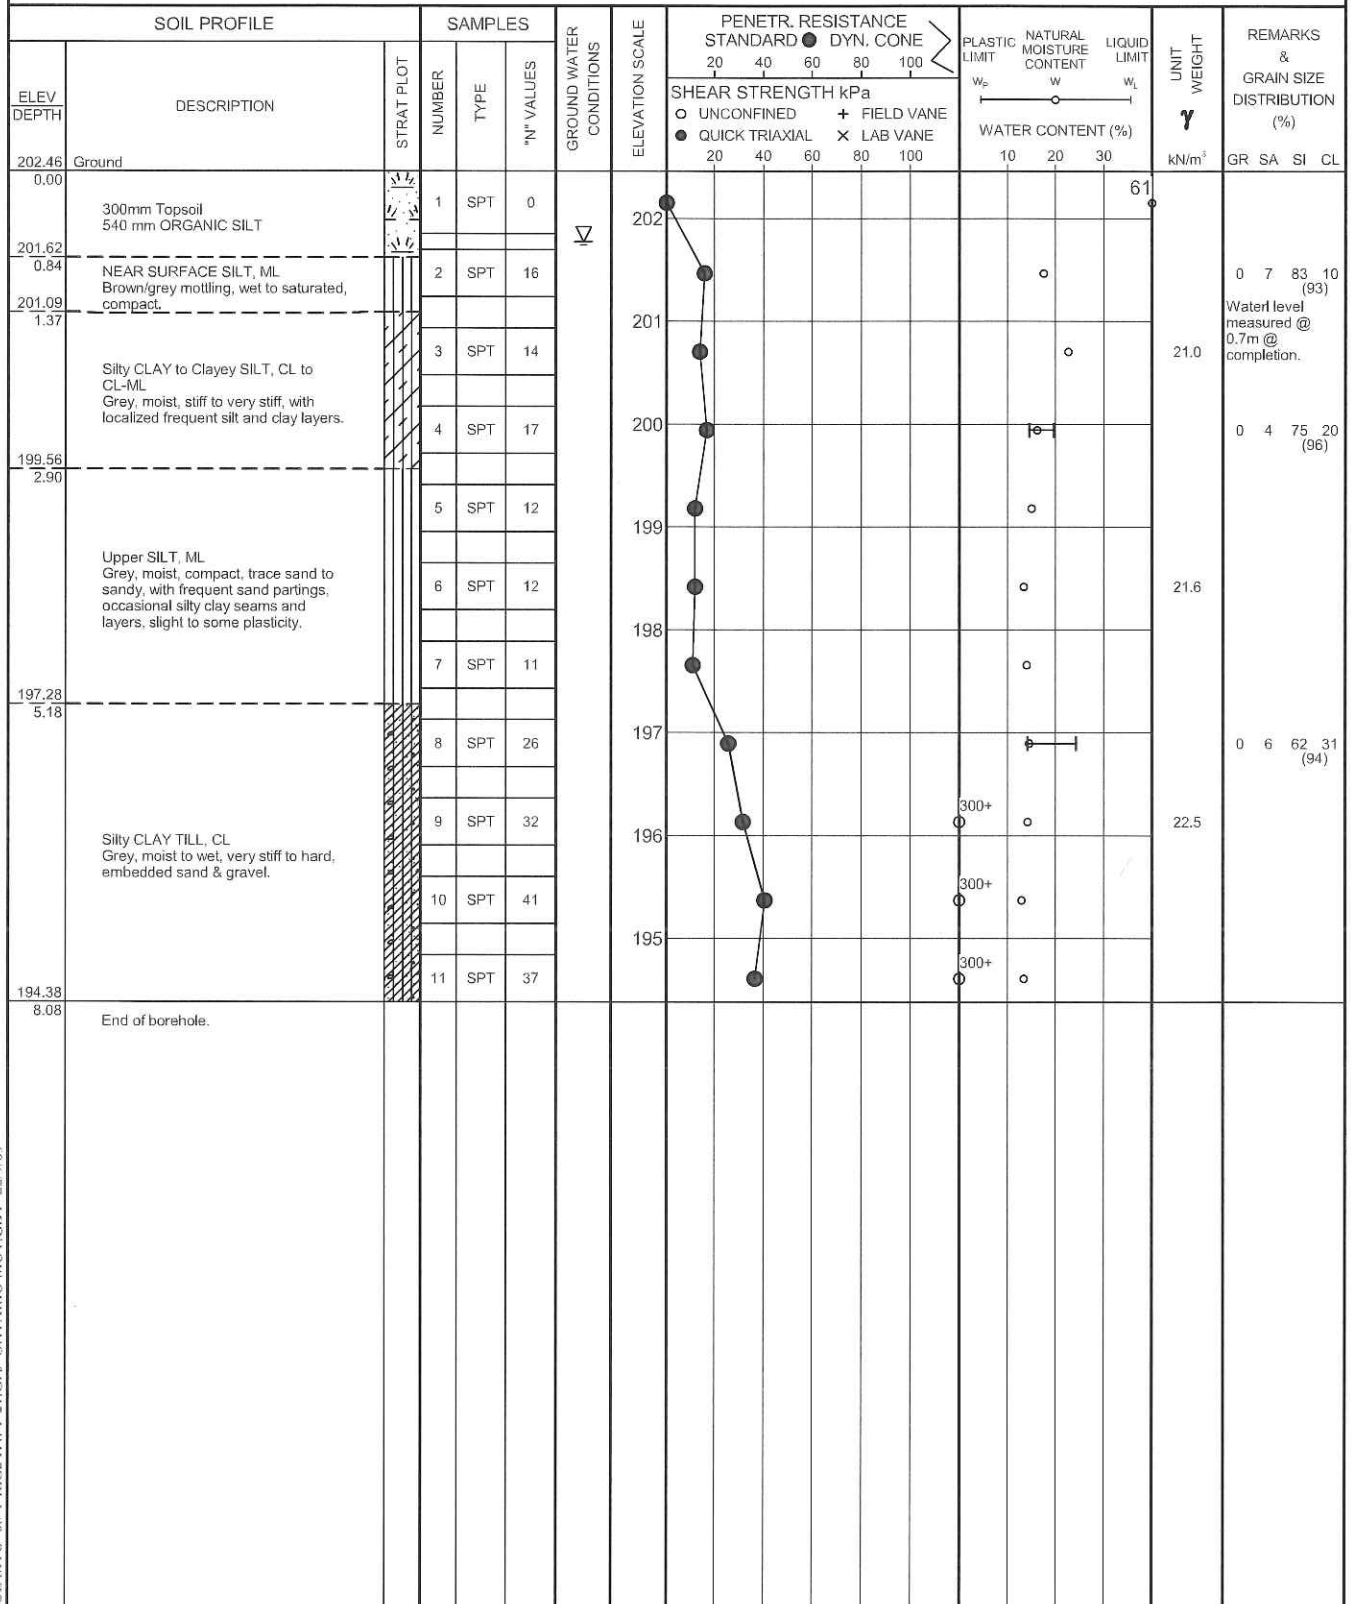 SOIL PROFILE
SAMPLES
GROUND WATER
CONDITIONS
ELEVATION SCALE
PENETR. RESISTANCE
STANDARD DYN. CONE
20 40 60 80 100
SHEAR STRENGTH kPa
UNCONFINED + FIELD VANE
QUICK TRIAXIAL × LAB VANE
20 40 60 80 100
PLASTIC LIMIT
NATURAL MOISTURE CONTENT
LIQUID LIMIT
WP W WL
WATER CONTENT (%)
10 20 30
UNIT WEIGHT
γ
kN/m³
REMARKS
&
GRAIN SIZE
DISTRIBUTION
(%)
GR SA SI CL
ELEV
DEPTH
DESCRIPTION
STRAT PLOT
NUMBER
TYPE
"N" VALUES
202.46 Ground
0.00
300mm Topsoil
540 mm ORGANIC SILT
1 SPT 0
202
61
201.62
0.84
NEAR SURFACE SILT, ML
Brown/grey mottling, wet to saturated,
compact.
2 SPT 16
0 7 83 10
(93)
Waterl level
measured @
0.7m @
completion.
201.09
1.37
201
Silty CLAY to Clayey SILT, CL to
CL-ML
Grey, moist, stiff to very stiff, with
localized frequent silt and clay layers.
3 SPT 14
21.0
4 SPT 17
200
0 4 75 20
(96)
199.56
2.90
5 SPT 12
199
Upper SILT, ML
Grey, moist, compact, trace sand to
sandy, with frequent sand partings,
occasional silty clay seams and
layers, slight to some plasticity.
6 SPT 12
21.6
198
7 SPT 11
197.28
5.18
197
8 SPT 26
0 6 62 31
(94)
Silty CLAY TILL, CL
Grey, moist to wet, very stiff to hard,
embedded sand & gravel.
9 SPT 32
300+
22.5
196
10 SPT 41
300+
195
11 SPT 37
300+
194.38
8.08
End of borehole.